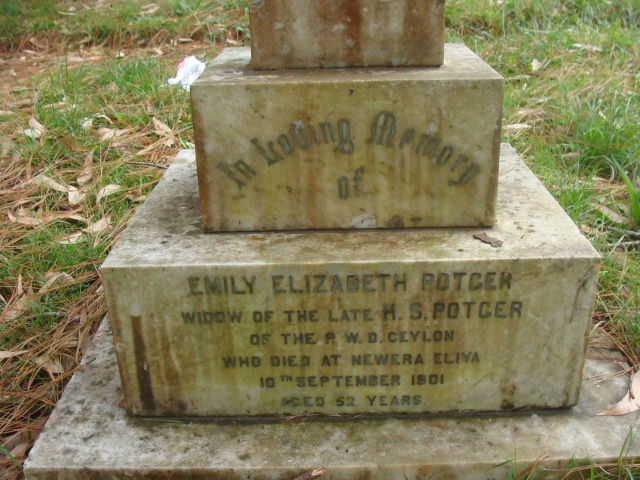 In Loving Memory
of
EMILY ELIZABETH POTGER
WIDOW OF THE LATE H. S. POTGER
OF THE P. W. D. CEYLON
WHO DIED AT NEWERA ELIYA
10TH SEPTEMBER 1901
AGED 52 YEARS.